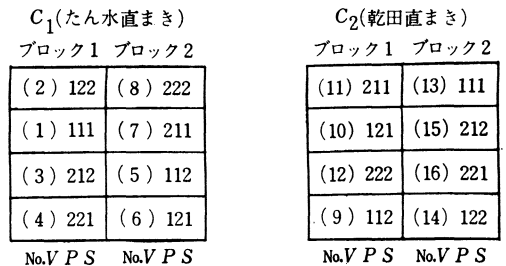 C1(たん水直まき) C2(乾田直まき)
ブロック1 ブロック2 ブロック1 ブロック2
(2) 122 (8) 222 (11) 211 (13) 111
(1) 111 (7) 211 (10) 121 (15) 212
(3) 212 (5) 112 (12) 222 (16) 221
(4) 221 (6) 121 (9) 112 (14) 122
No.V P S No.V P S No.V P S No.V P S